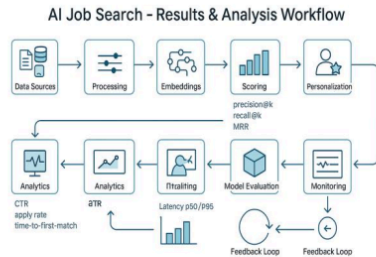 AI Job Search - Results & Analysis Workflow
Data Sources
Processing
Embeddings
Scoring
Personalization
precision@k
recall@k
MRR
Analytics
Analytics
Model Evaluation
Monitoring
CTR
apply rate
time-to-first-match
Latency p50/P95
Feedback Loop
Feedback Loop